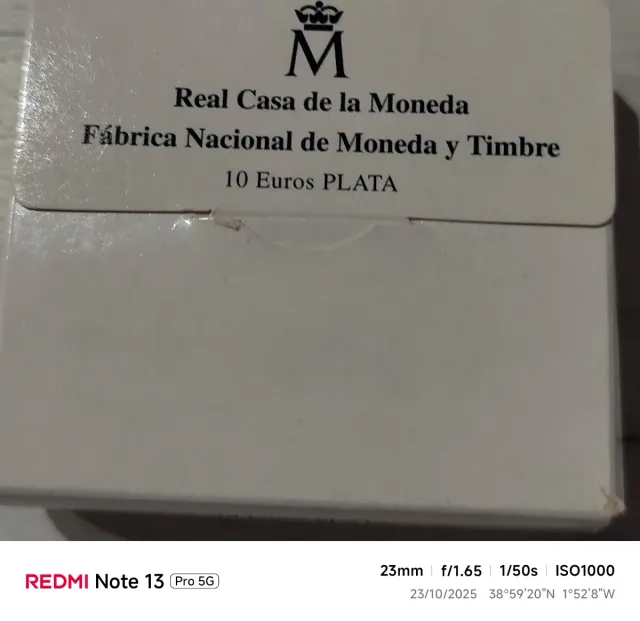 M
Real Casa de la Moneda
Fábrica Nacional de Moneda y Timbre
10 Euros PLATA
REDMI Note 13 Pro 5G
23mm | f/1.65 | 1/50s | ISO1000
23/10/2025 38°59'20"N 1°52'8"W